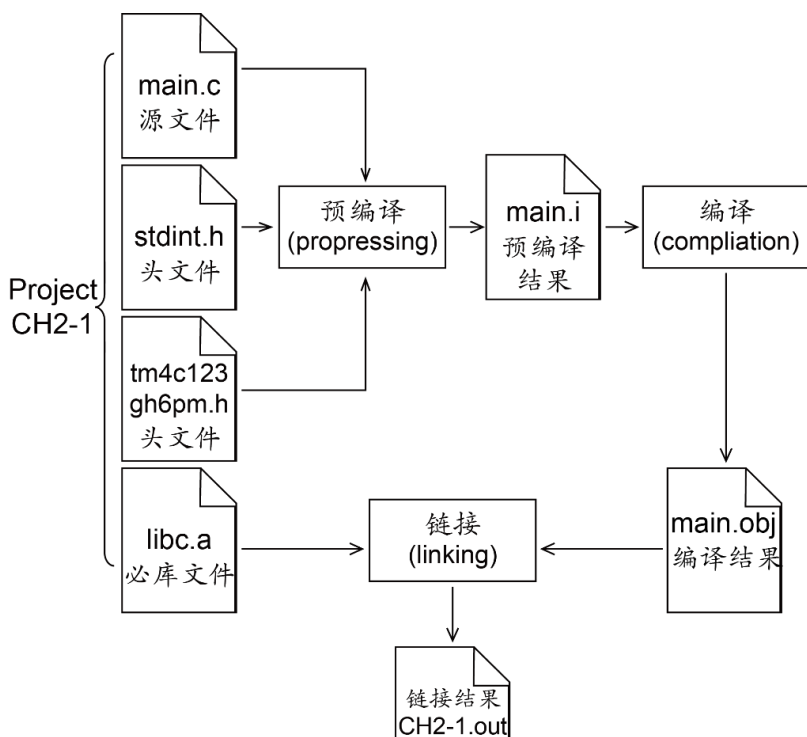 main.c
源文件
stdint.h
头文件
Project
CH2-1
tm4c123
gh6pm.h
头文件
libc.a
必库文件
预编译
(propressing)
main.i
预编译
结果
编译
(compliation)
链接
(linking)
main.obj
编译结果
链接结果
CH2-1.out